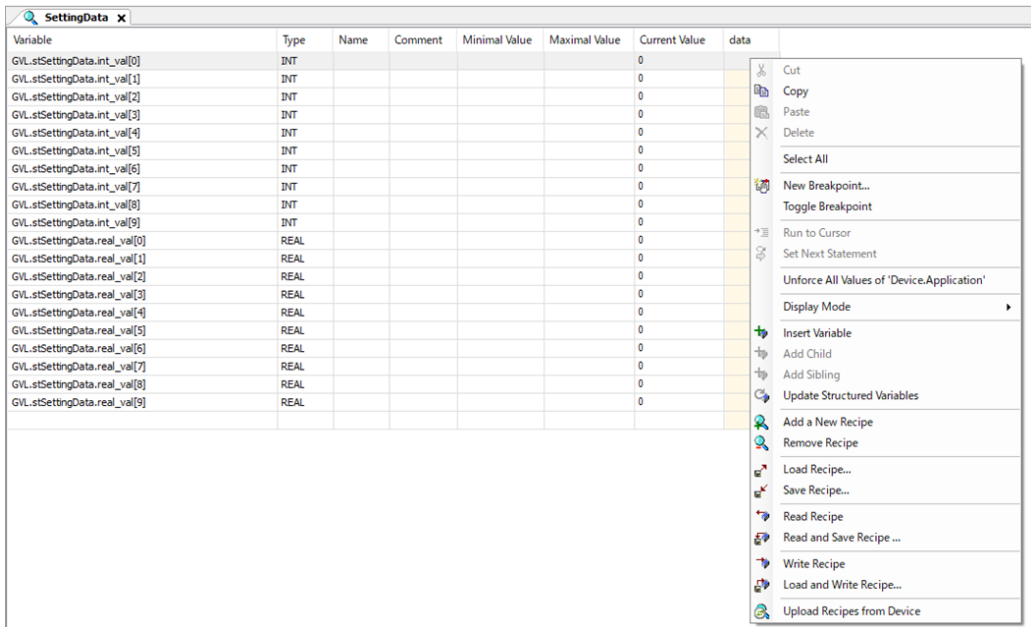 SettingData x
Variable Type Name Comment Minimal Value Maximal Value Current Value data
GVL.stSettingData.int_val[0] INT 0
GVL.stSettingData.int_val[1] INT 0
GVL.stSettingData.int_val[2] INT 0
GVL.stSettingData.int_val[3] INT 0
GVL.stSettingData.int_val[4] INT 0
GVL.stSettingData.int_val[5] INT 0
GVL.stSettingData.int_val[6] INT 0
GVL.stSettingData.int_val[7] INT 0
GVL.stSettingData.int_val[8] INT 0
GVL.stSettingData.int_val[9] INT 0
GVL.stSettingData.real_val[0] REAL 0
GVL.stSettingData.real_val[1] REAL 0
GVL.stSettingData.real_val[2] REAL 0
GVL.stSettingData.real_val[3] REAL 0
GVL.stSettingData.real_val[4] REAL 0
GVL.stSettingData.real_val[5] REAL 0
GVL.stSettingData.real_val[6] REAL 0
GVL.stSettingData.real_val[7] REAL 0
GVL.stSettingData.real_val[8] REAL 0
GVL.stSettingData.real_val[9] REAL 0
Cut
Copy
Paste
Delete
Select All
New Breakpoint...
Toggle Breakpoint
Run to Cursor
Set Next Statement
Unforce All Values of 'Device.Application'
Display Mode
Insert Variable
Add Child
Add Sibling
Update Structured Variables
Add a New Recipe
Remove Recipe
Load Recipe...
Save Recipe...
Read Recipe
Read and Save Recipe ...
Write Recipe
Load and Write Recipe...
Upload Recipes from Device